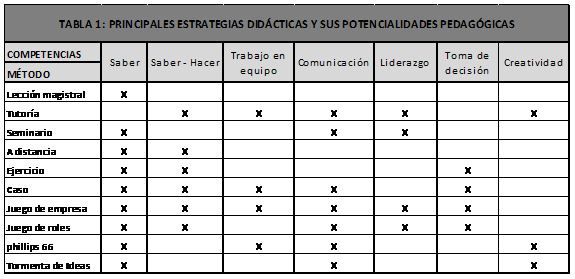 TABLA 1: PRINCIPALES ESTRATEGIAS DIDÁCTICAS Y SUS POTENCIALIDADES PEDAGÓGICAS
COMPETENCIAS
MÉTODO
Saber Saber - Hacer Trabajo en equipo Comunicación Liderazgo Toma de decisión Creatividad
Lección magistral X
Tutoría X X X X X
Seminario X X X
A distancia X X
Ejercicio X X X
Caso X X X X X
Juego de empresa X X X X X X
Juego de roles X X X X X
phillips 66 X X X X
Tormenta de Ideas X X X